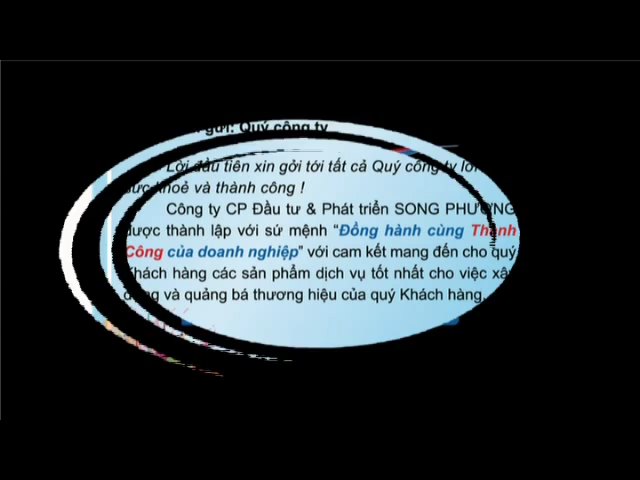 gửi: Quý công ty
Lời đầu tiên xin gởi tới tất cả Quý công ty
khoẻ và thành công !
Công ty CP Đầu tư & Phát triển SONG PHƯƠNG
được thành lập với sứ mệnh “Đồng hành cùng Thành
Công của doanh nghiệp” với cam kết mang đến cho quý
Khách hàng các sản phẩm dịch vụ tốt nhất cho việc xây
và quảng bá thương hiệu của quý Khách hàng.